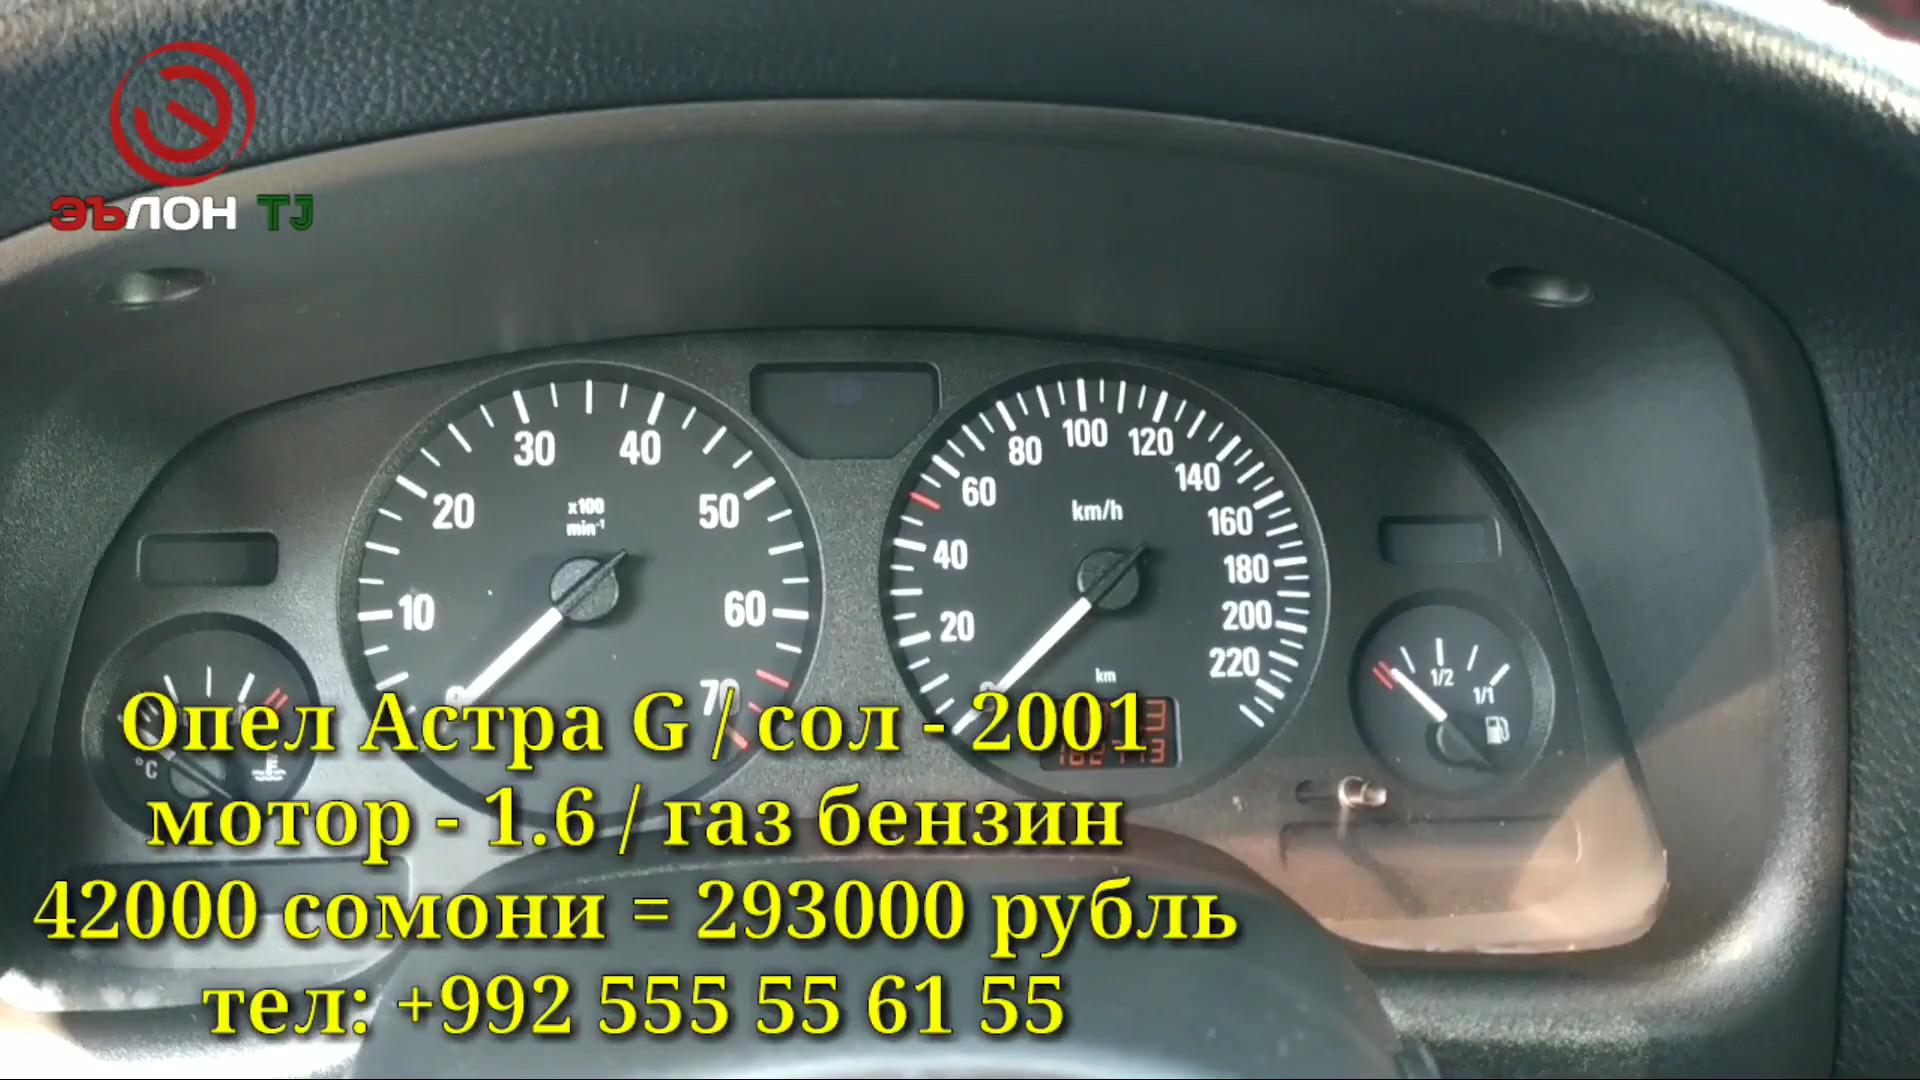 ЭЪЛОН TJ
30 40
20 50
10 60
x100
min⁻¹
80 100 120
60 140
40 160
20 180
200
220
km/h
km
1/2
1/1
°C
Опел Астра G / сол - 2001
мотор - 1.6 / газ бензин
42000 сомони = 293000 рубль
тел: +992 555 55 61 55